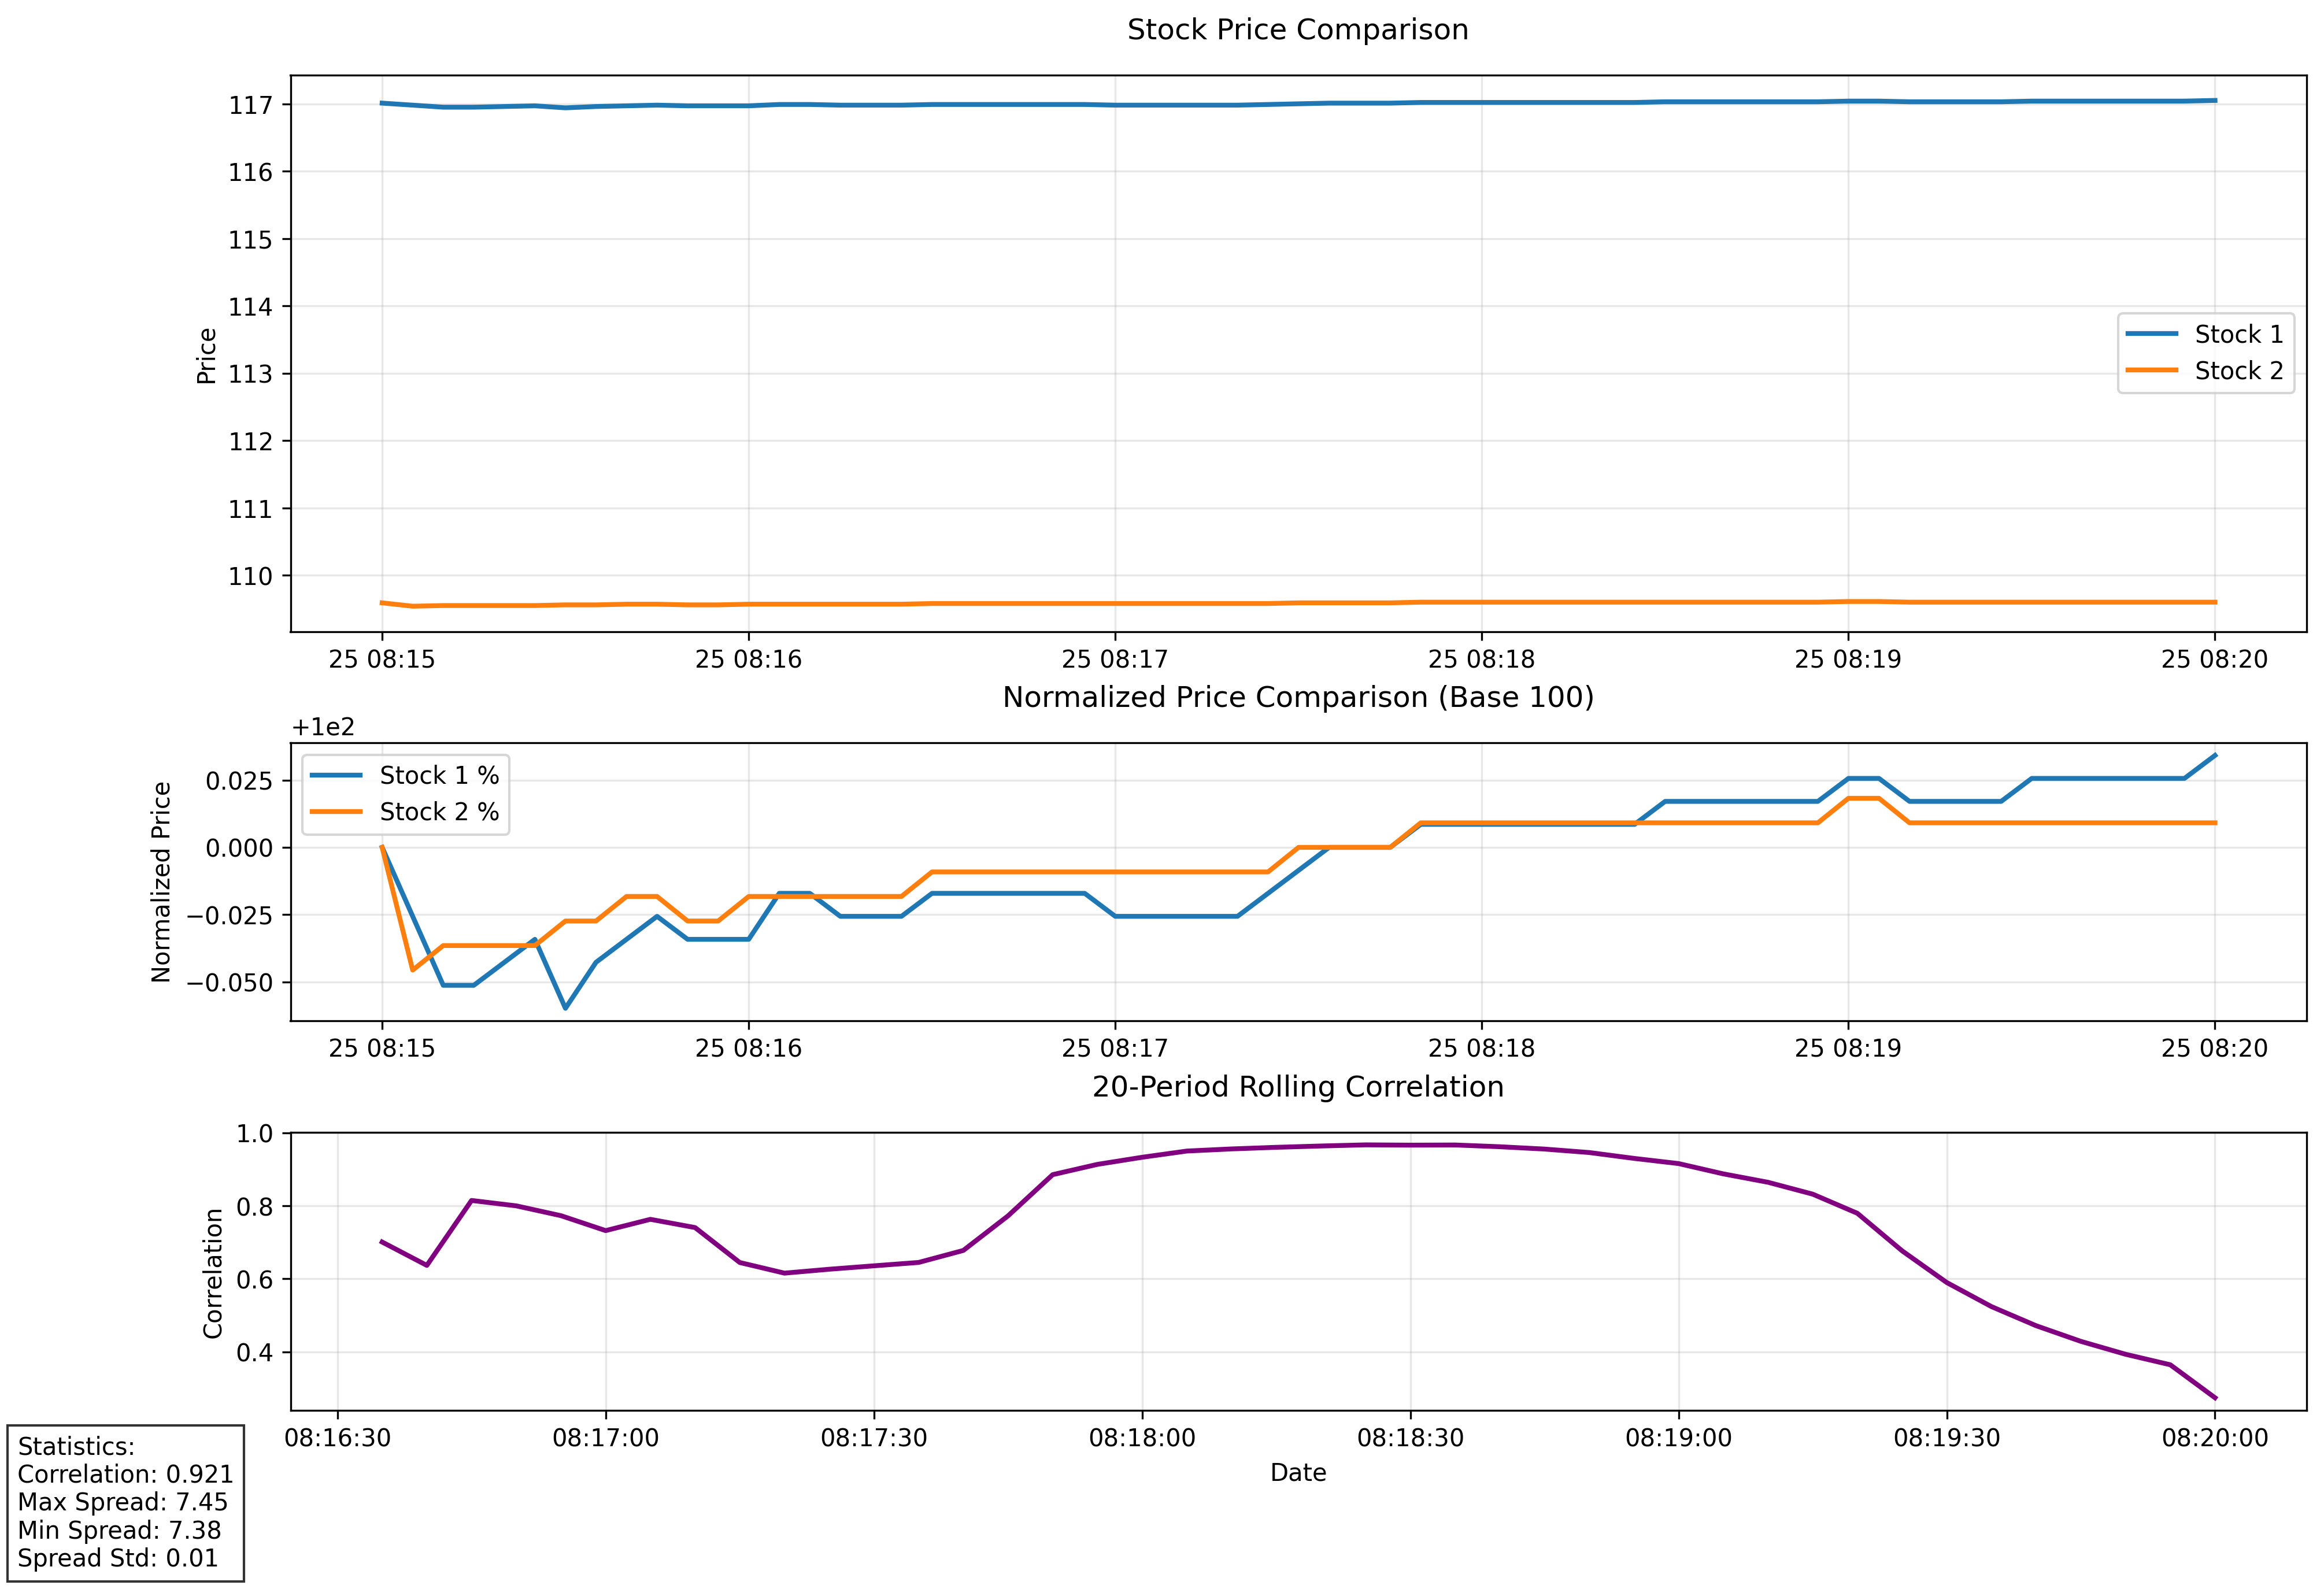 Stock Price Comparison
117
116
115
114
113
112
111
110
Price
Stock 1
Stock 2
25 08:15 25 08:16 25 08:17 25 08:18 25 08:19 25 08:20
Normalized Price Comparison (Base 100)
+1e2
0.025
0.000
−0.025
−0.050
Normalized Price
Stock 1 %
Stock 2 %
25 08:15 25 08:16 25 08:17 25 08:18 25 08:19 25 08:20
20-Period Rolling Correlation
1.0
0.8
0.6
0.4
Correlation
08:16:30 08:17:00 08:17:30 08:18:00 08:18:30 08:19:00 08:19:30 08:20:00
Date
Statistics:
Correlation: 0.921
Max Spread: 7.45
Min Spread: 7.38
Spread Std: 0.01